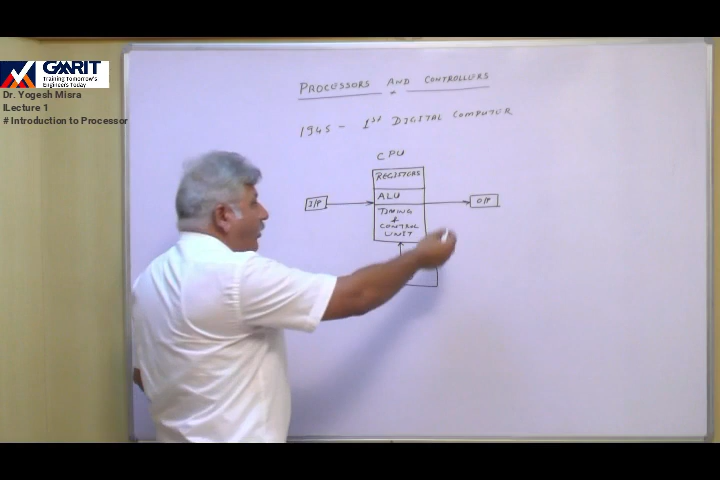 GMRIT
Training Tomorrow's
Engineers Today
Dr. Yogesh Misra
lLecture 1
# Introduction to Processor
PROCESSORS AND CONTROLLERS
1945 - 1ST DIGITAL COMPUTER
CPU
REGISTERS
I/P
ALU
O/P
TIMING
&
CONTROL
UNIT